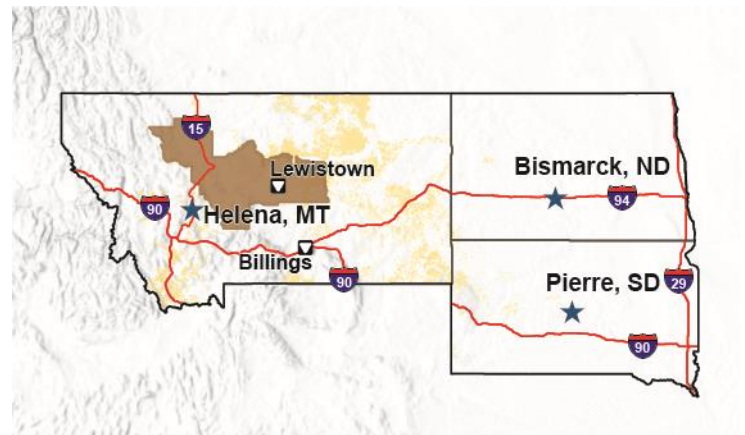 15
Lewistown
Bismarck, ND
90
Helena, MT
94
Billings
90
Pierre, SD
29
90